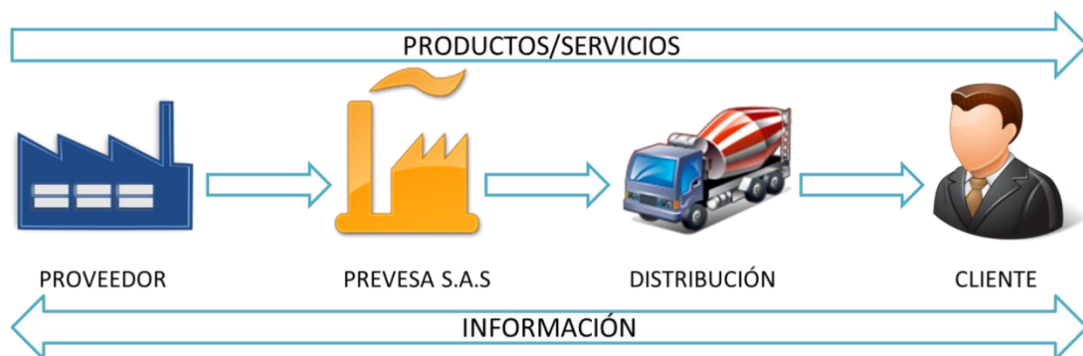 PRODUCTOS/SERVICIOS
PROVEEDOR
PREVESA S.A.S
DISTRIBUCIÓN
CLIENTE
INFORMACIÓN